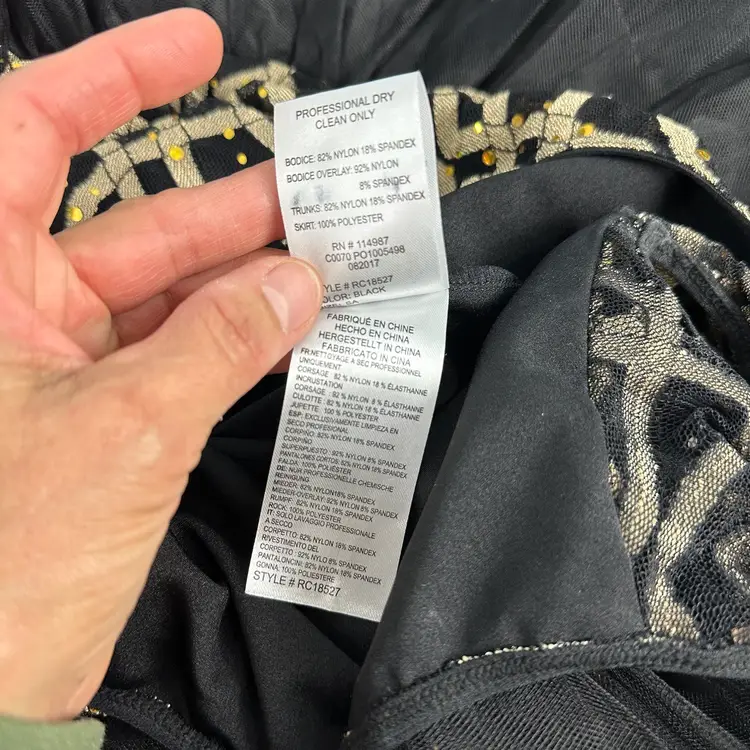 PROFESSIONAL DRY
CLEAN ONLY
BODICE: 82% NYLON 18% SPANDEX
BODICE OVERLAY: 92% NYLON
8% SPANDEX
TRUNKS: 82% NYLON 18% SPANDEX
SKIRT: 100% POLYESTER
RN # 114987
C0070 PO1005498
082017
YLE # RC18527
OLOR: BLACK
FABRIQUÉ EN CHINE
HECHO EN CHINA
HERGESTELLT IN CHINA
FABBRICATO IN CINA
FR:NETTOYAGE A SEC PROFESSIONNEL
UNIQUEMENT
CORSAGE : 82 % NYLON 18 % ÉLASTHANNE
INCRUSTATION
CORSAGE : 92 % NYLON 8 % ÉLASTHANNE
CULOTTE : 82 % NYLON 18 % ÉLASTHANNE
JUPETTE :100 % POLYESTER
ESP: EXCLUSIVAMENTE LIMPIEZA EN
SECO PROFESIONAL
CORPIÑO: 82% NYLON 18% SPANDEX
CORPIÑO
SUPERPUESTO : 92% NYLON 8% SPANDEX
PANTALONES CORTOS: 82% NYLON 18% SPANDEX
FALDA: 100% POLIÉSTER
DE: NUR PROFESSIONELLE CHEMISCHE
REINIGUNG
MIEDER: 82% NYLON18% SPANDEX
MIEDER-OVERLAY: 92% NYLON 8% SPANDEX
RUMPF: 82% NYLON 18% SPANDEX
ROCK: 100% POLYESTER
IT: SOLO LAVAGGIO PROFESSIONALE
A SECCO
CORPETTO: 82% NYLON 18% SPANDEX
RIVESTIMENTO DEL
CORPETTO : 92% NYLO 8% SPANDEX
PANTALONCINI: 82% NYLON 18% SPANDEX
GONNA: 100% POLIESTERE
STYLE # RC18527